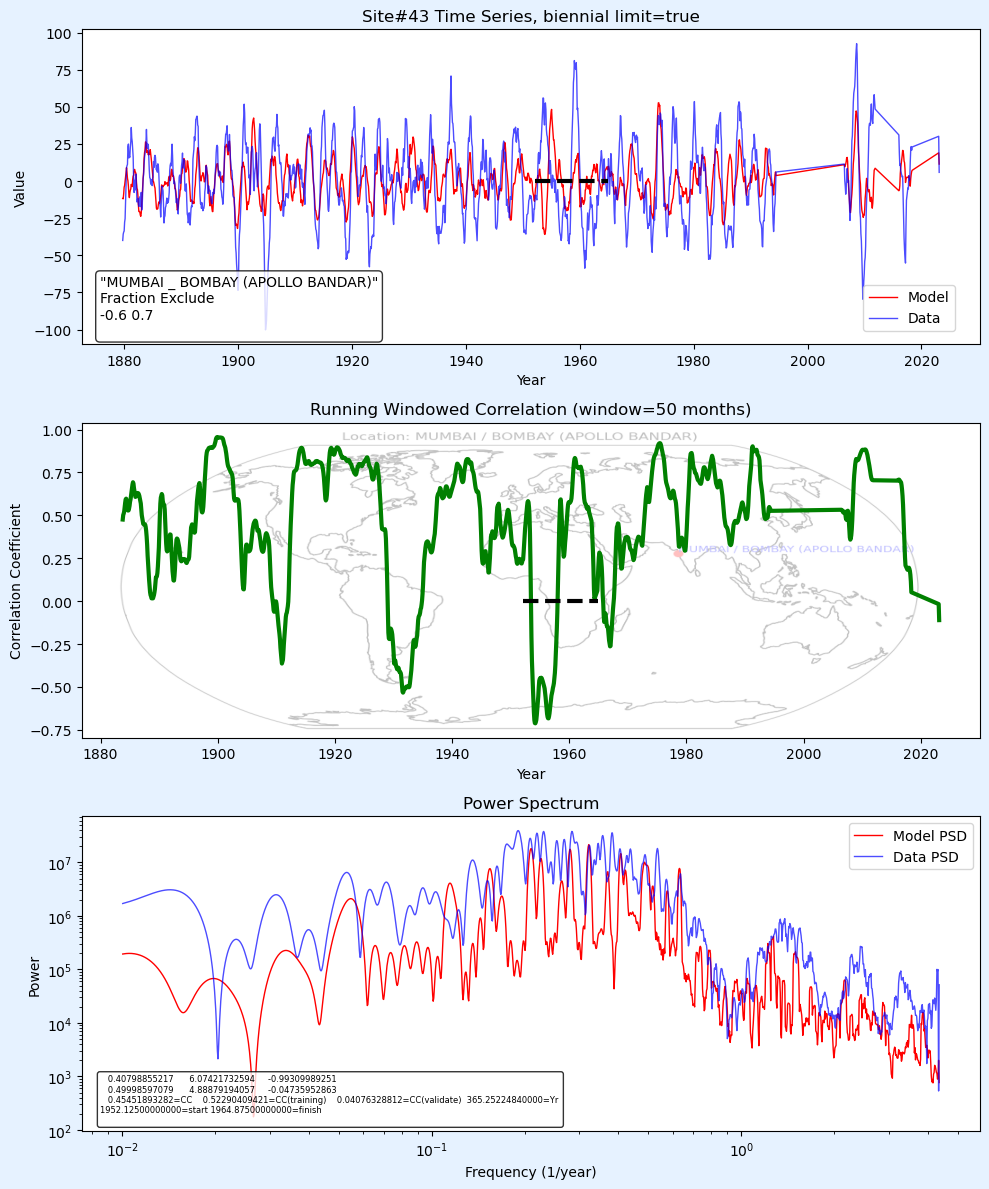 Site#43 Time Series, biennial limit=true
100
75
50
25
0
−25
−50
−75
−100
Value
"MUMBAI _ BOMBAY (APOLLO BANDAR)"
Fraction Exclude
-0.6 0.7
Model
Data
1880 1900 1920 1940 1960 1980 2000 2020
Year
Running Windowed Correlation (window=50 months)
Location: MUMBAI / BOMBAY (APOLLO BANDAR)
1.00
0.75
0.50
0.25
0.00
−0.25
−0.50
−0.75
Correlation Coefficient
MUMBAI / BOMBAY (APOLLO BANDAR)
1880 1900 1920 1940 1960 1980 2000 2020
Year
Power Spectrum
10^7
10^6
10^5
10^4
10^3
10^2
Power
Model PSD
Data PSD
0.40798855217 6.07421732594 -0.99309989251
0.49998597079 4.88879194057 -0.04735952863
0.45451893282=CC 0.52290409421=CC(training) 0.04076328812=CC(validate) 365.25224840000=Yr
1952.12500000000=start 1964.87500000000=finish
10^−2 10^−1 10^0
Frequency (1/year)